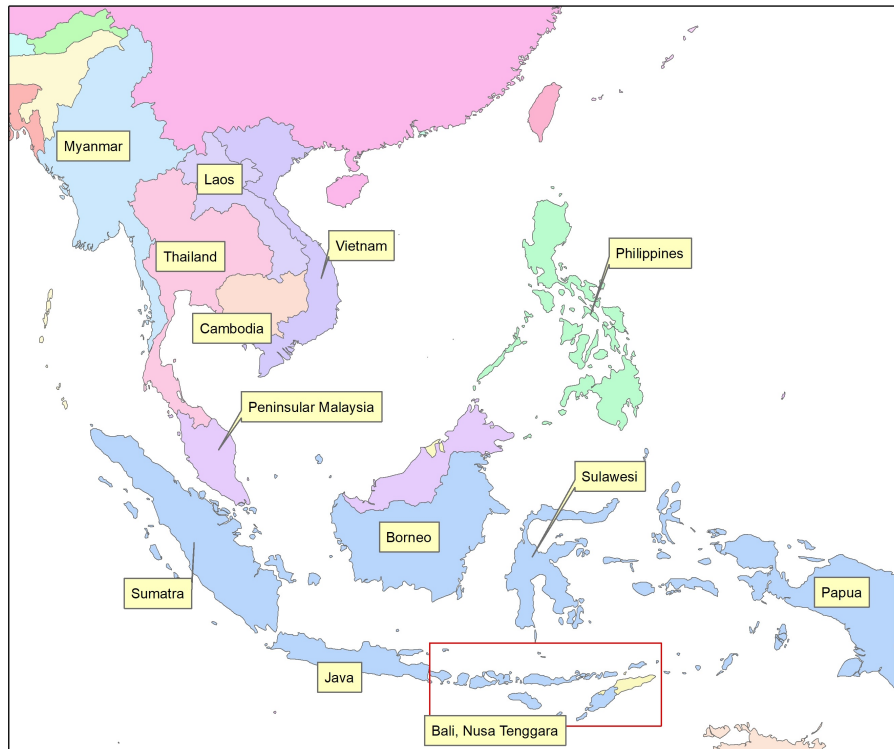 Myanmar
Laos
Vietnam
Thailand
Philippines
Cambodia
Peninsular Malaysia
Sulawesi
Borneo
Sumatra
Papua
Java
Bali, Nusa Tenggara